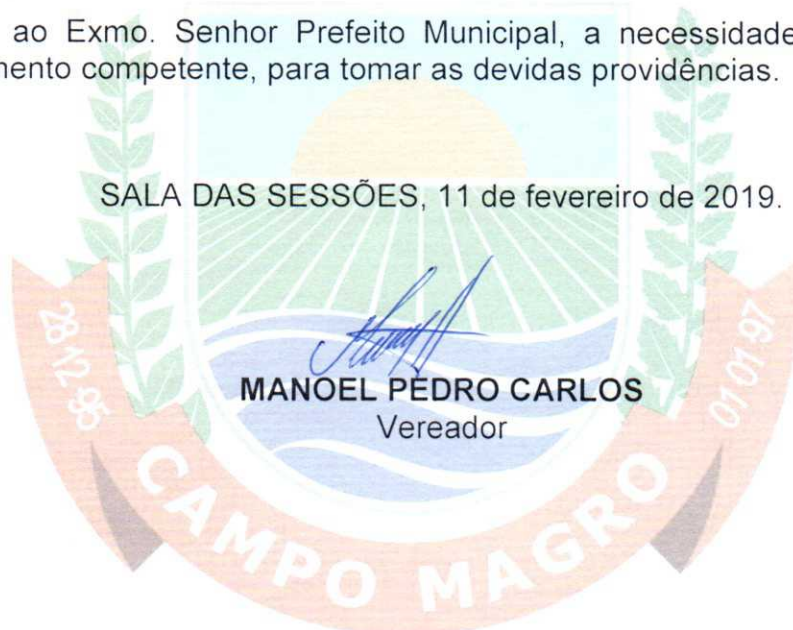 ao Exmo. Senhor Prefeito Municipal, a necessidade
mento competente, para tomar as devidas providências.
SALA DAS SESSÕES, 11 de fevereiro de 2019.
MANOEL PEDRO CARLOS
Vereador
28 12 95
01 01 97
CAMPO MAGRO